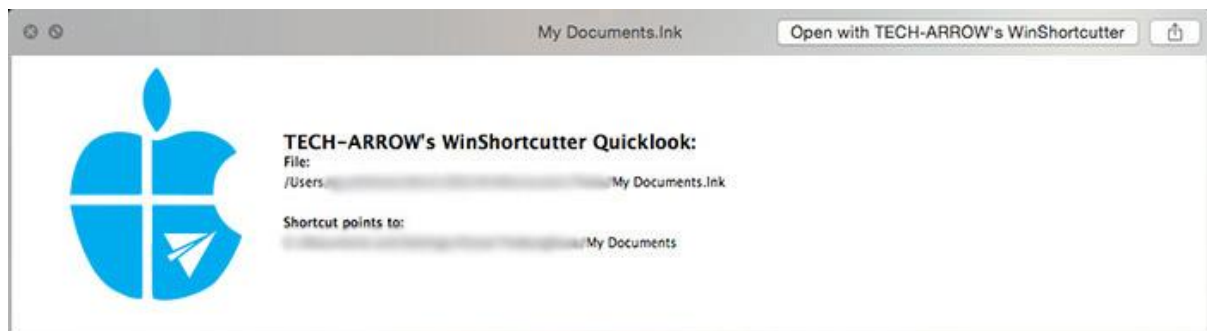 My Documents.lnk
Open with TECH-ARROW's WinShortcutter
TECH-ARROW's WinShortcutter Quicklook:
File:
/Users /My Documents.lnk
Shortcut points to:
/My Documents